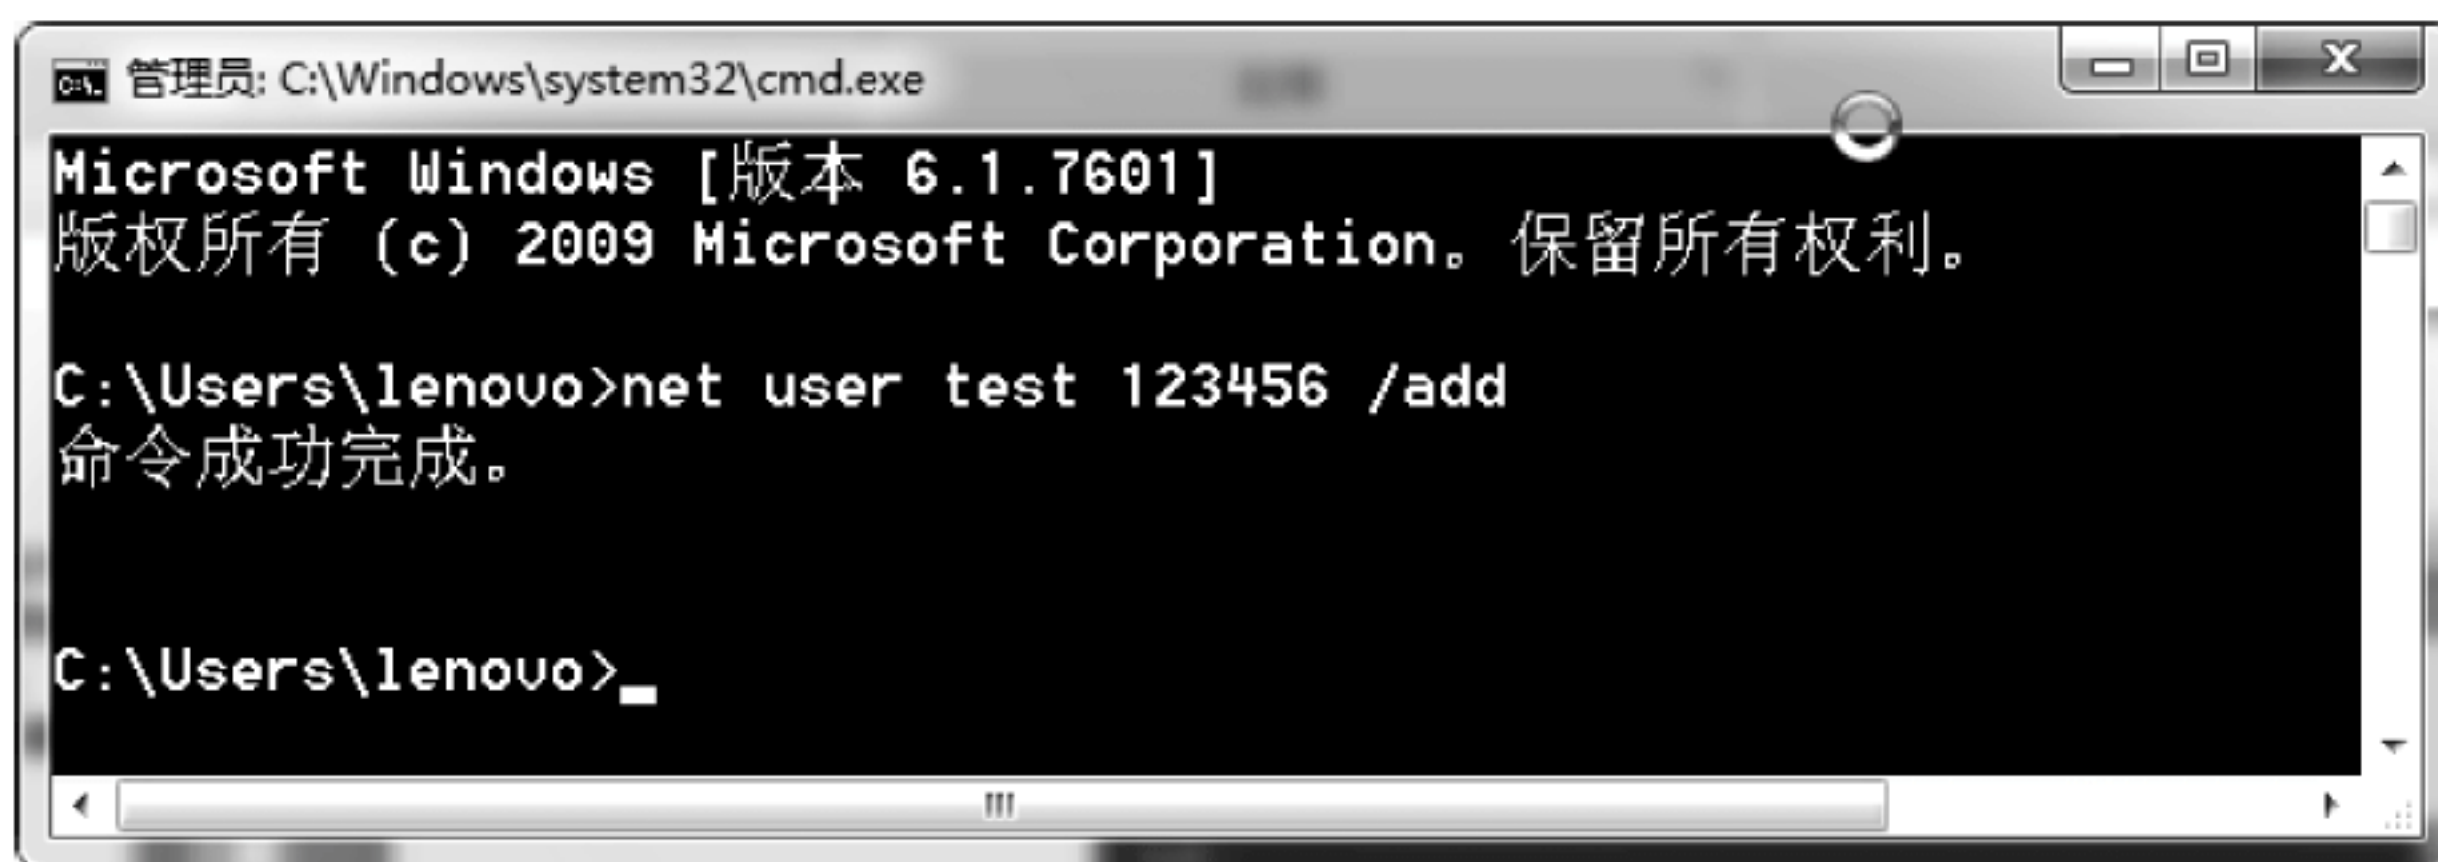 管理员: C:\Windows\system32\cmd.exe
Microsoft Windows [版本 6.1.7601]
版权所有 (c) 2009 Microsoft Corporation。保留所有权利。
C:\Users\lenovo>net user test 123456 /add
命令成功完成。
C:\Users\lenovo>_